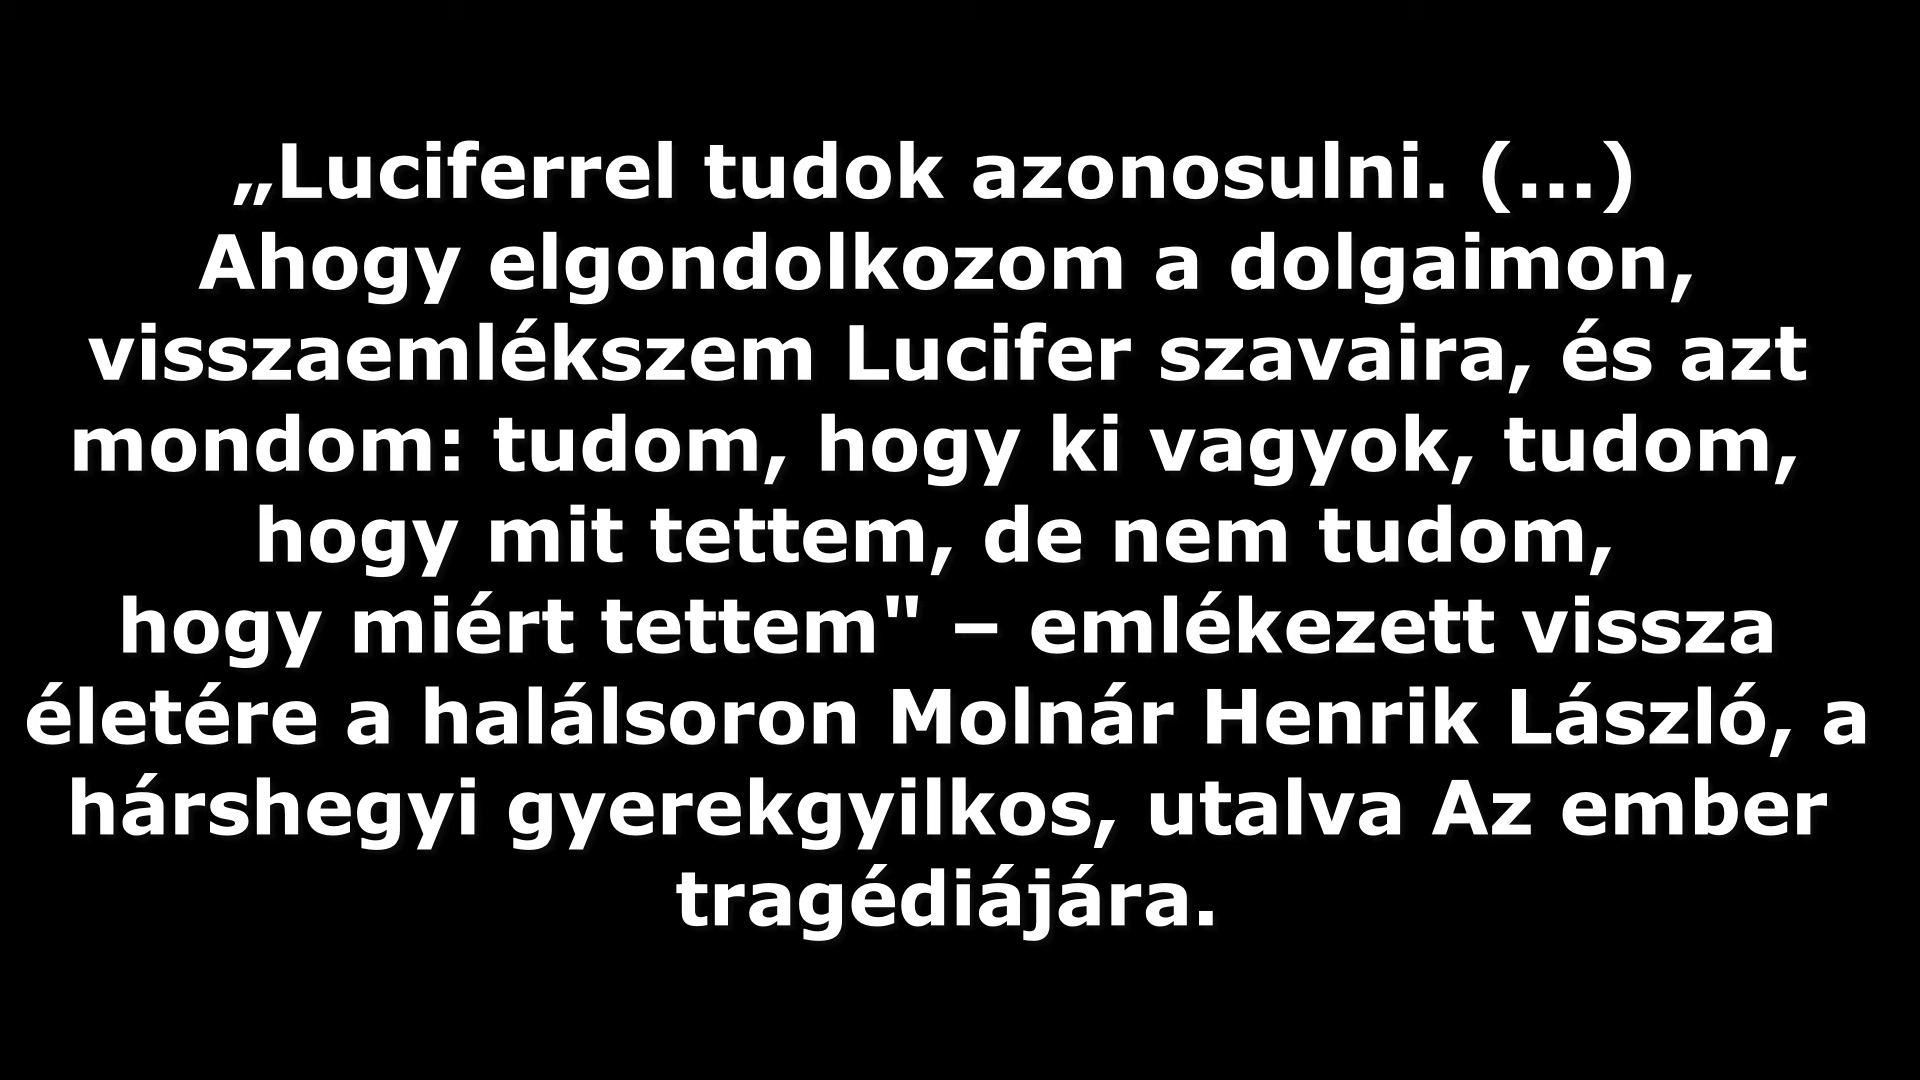 „Luciferrel tudok azonosulni. (...)
Ahogy elgondolkozom a dolgaimon,
visszaemlékszem Lucifer szavaira, és azt
mondom: tudom, hogy ki vagyok, tudom,
hogy mit tettem, de nem tudom,
hogy miért tettem" – emlékezett vissza
életére a halálsoron Molnár Henrik László, a
hárshegyi gyerekgyilkos, utalva Az ember
tragédiájára.